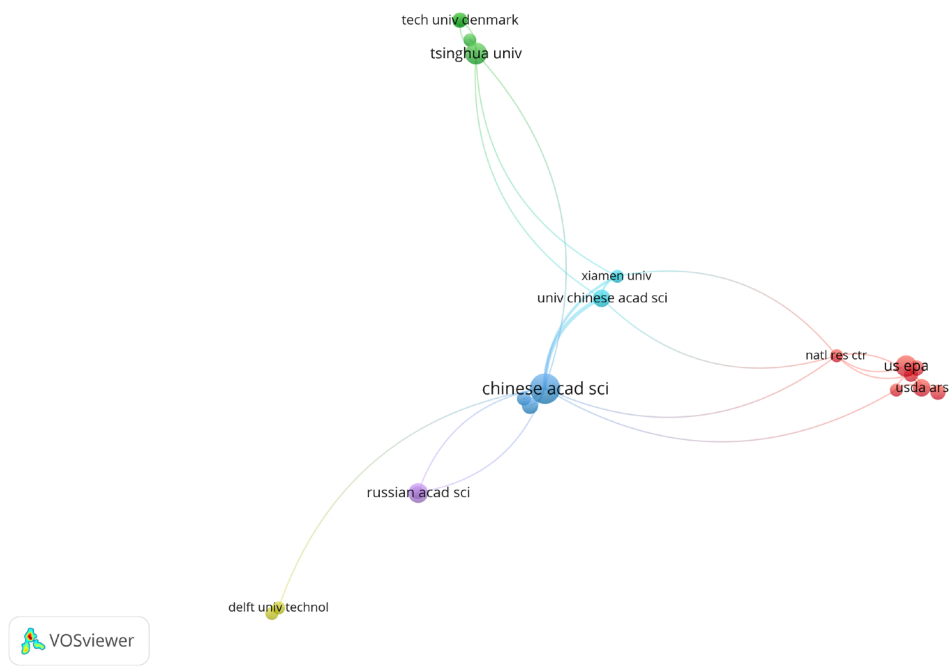 tech univ denmark
tsinghua univ
xiamen univ
univ chinese acad sci
natl res ctr
us epa
usda ars
chinese acad sci
russian acad sci
delft univ technol
VOSviewer